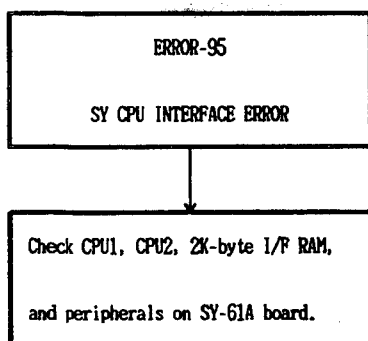 ERROR-95
SY CPU INTERFACE ERROR
Check CPU1, CPU2, 2K-byte I/F RAM,
and peripherals on SY-61A board.